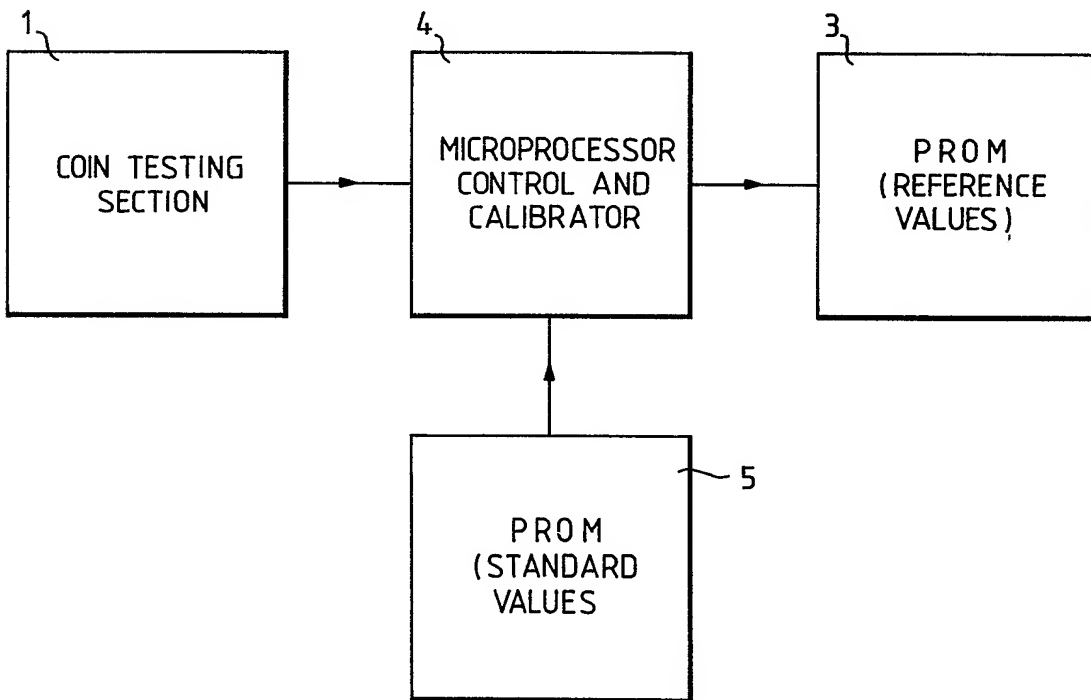 1
4
3
COIN TESTING
SECTION
MICROPROCESSOR
CONTROL AND
CALIBRATOR
PROM
(REFERENCE
VALUES)
5
PROM
(STANDARD
VALUES